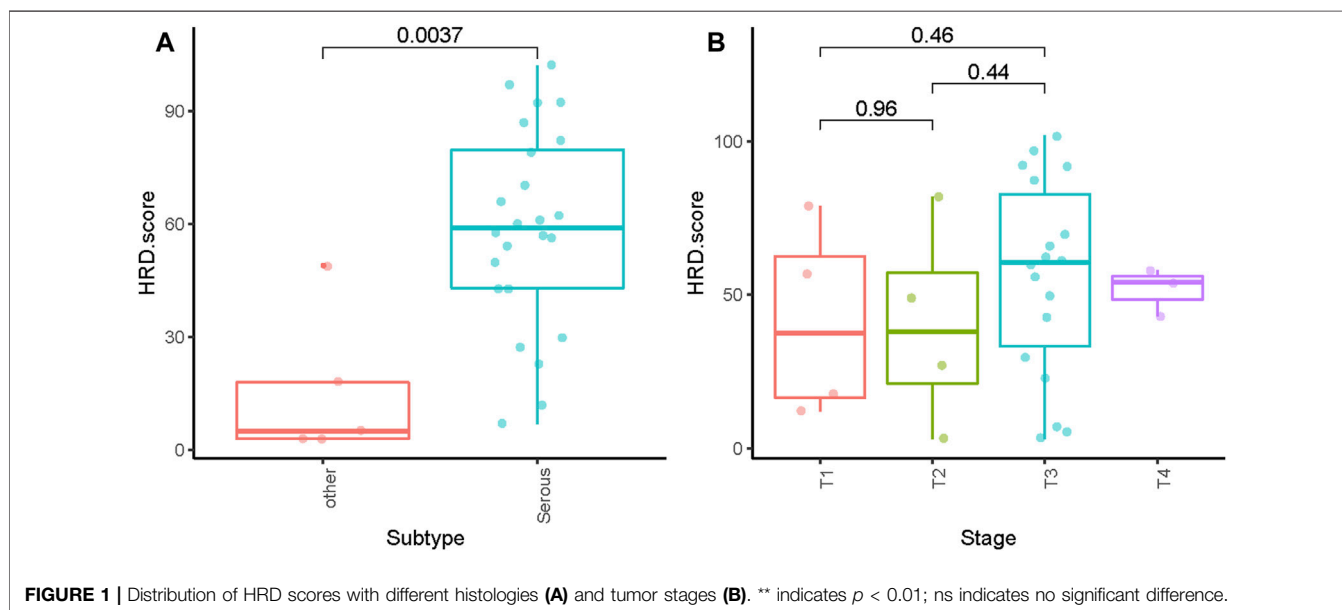 A
0.0037
HRD.score
90
60
30
0
other
Serous
Subtype
B
0.46
0.44
0.96
HRD.score
100
50
0
T1
T2
T3
T4
Stage
FIGURE 1 | Distribution of HRD scores with different histologies (A) and tumor stages (B). ** indicates p < 0.01; ns indicates no significant difference.